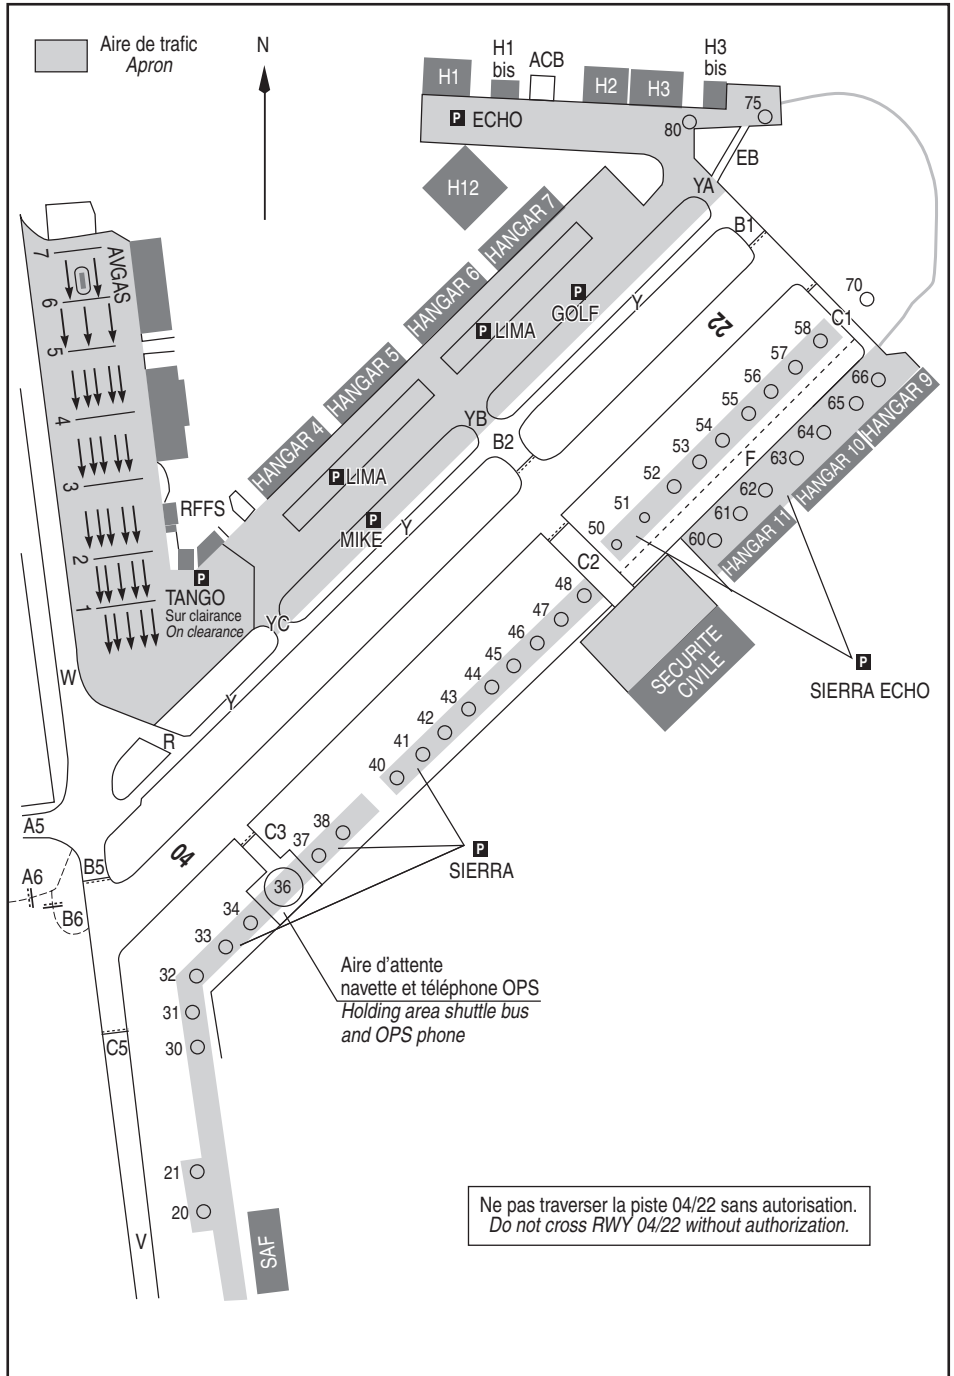 Aire de trafic
Apron
N
H1
H1
bis
ACB
H2
H3
H3
bis
P ECHO
80
75
EB
H12
YA
B1
HANGAR 7
HANGAR 6
HANGAR 5
HANGAR 4
P GOLF
P LIMA
Y
22
70
C1
AVGAS
7
6
5
4
3
2
1
58
57
56
55
54
53
52
51
50
F
66
65
64
63
62
61
60
HANGAR 9
HANGAR 10
HANGAR 11
YB
B2
P LIMA
P MIKE
Y
RFFS
P
TANGO
Sur clairance
On clearance
C2
48
47
46
45
44
43
42
41
40
SECURITE
CIVILE
P
SIERRA ECHO
YC
W
Y
R
A5
A6
B5
B6
04
C3
38
37
36
34
33
32
31
30
P
SIERRA
Aire d'attente
navette et téléphone OPS
Holding area shuttle bus
and OPS phone
C5
21
20
V
SAF
Ne pas traverser la piste 04/22 sans autorisation.
Do not cross RWY 04/22 without authorization.